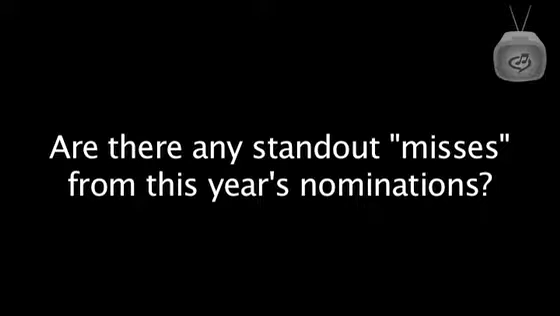 Are there any standout "misses"
from this year's nominations?